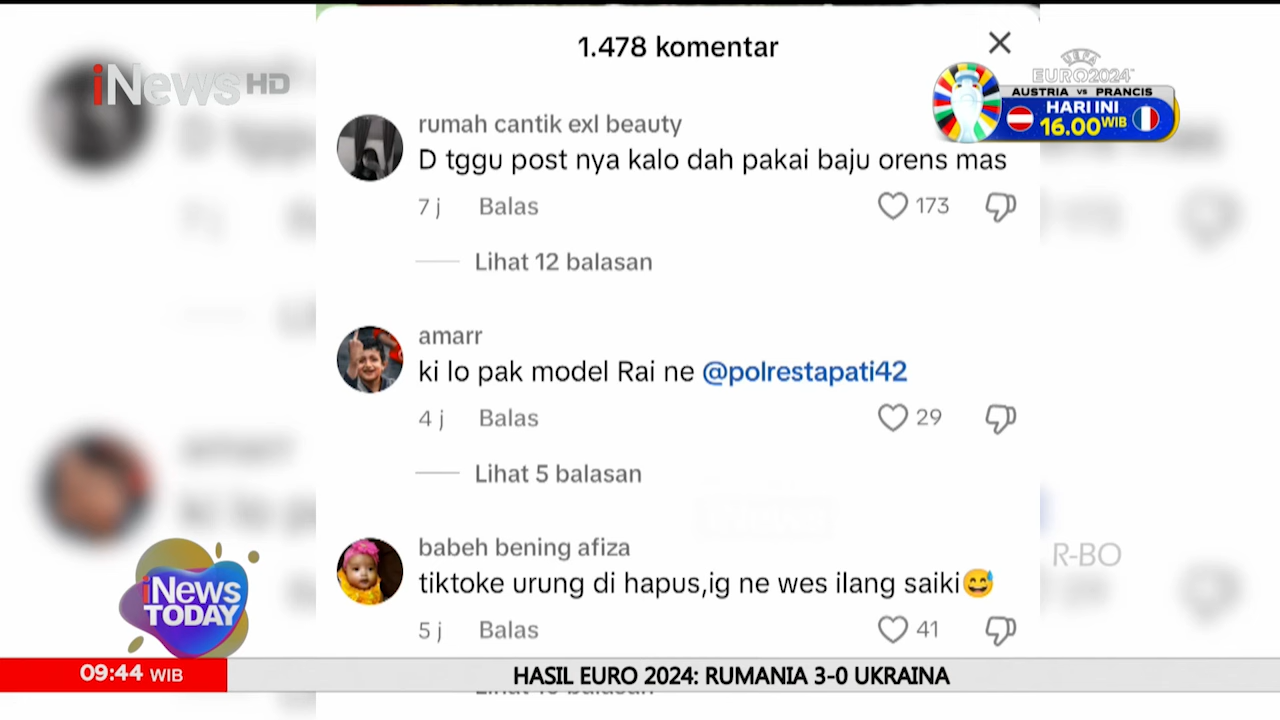 1.478 komentar
iNews HD
UEFA
EURO2024
AUSTRIA vs PRANCIS
HARI INI
16.00 WIB
rumah cantik exl beauty
D tggu post nya kalo dah pakai baju orens mas
7 j Balas 173
Lihat 12 balasan
amarr
ki lo pak model Rai ne @polrestapati42
4 j Balas 29
Lihat 5 balasan
babeh bening afiza
tiktoke urung di hapus,ig ne wes ilang saiki😅
5 j Balas 41
R-BO
iNews
TODAY
09:44 WIB
HASIL EURO 2024: RUMANIA 3-0 UKRAINA